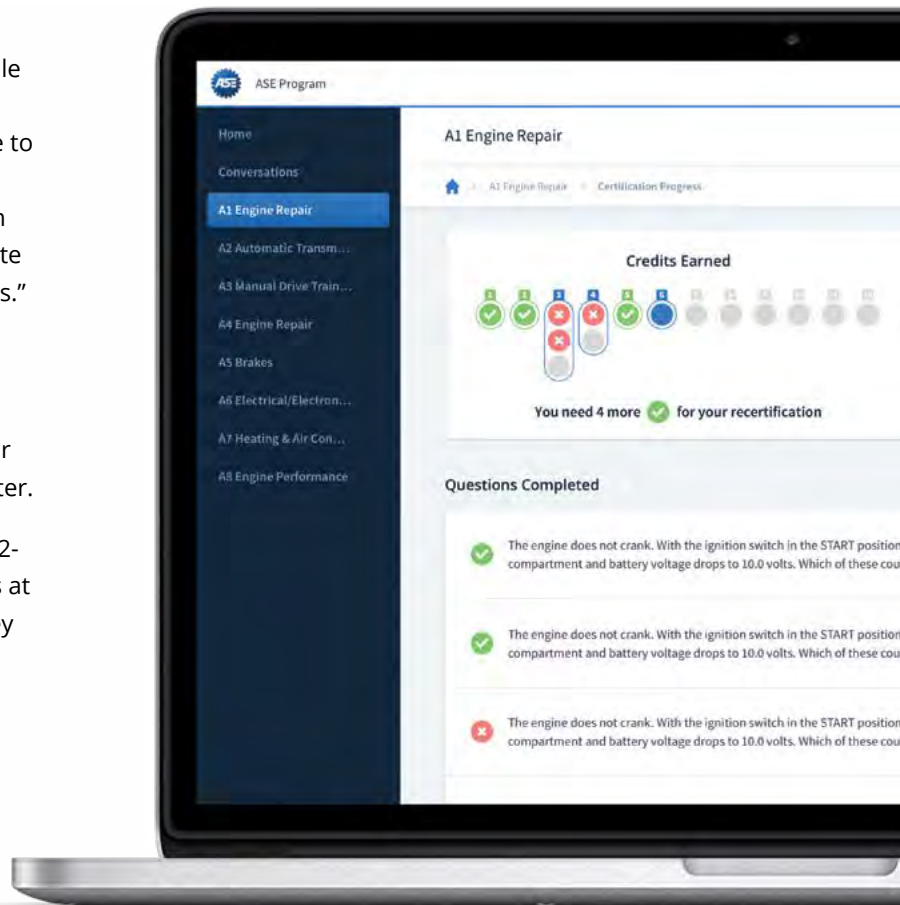 le
e to
n
te
s.”
r
ter.
2-
s at
ey
ASE
ASE Program
Home
Conversations
A1 Engine Repair
A2 Automatic Transm...
A3 Manual Drive Train...
A4 Engine Repair
A5 Brakes
A6 Electrical/Electron...
A7 Heating & Air Con...
A8 Engine Performance
A1 Engine Repair
A1 Engine Repair Certification Progress
Credits Earned
3 4 5 6
You need 4 more for your recertification
Questions Completed
The engine does not crank. With the ignition switch in the START position
compartment and battery voltage drops to 10.0 volts. Which of these cou
The engine does not crank. With the ignition switch in the START position
compartment and battery voltage drops to 10.0 volts. Which of these cou
The engine does not crank. With the ignition switch in the START position
compartment and battery voltage drops to 10.0 volts. Which of these cou